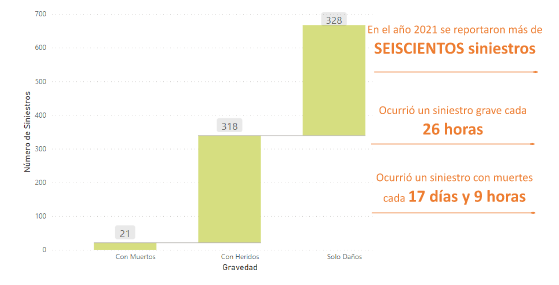 700
600
500
400
300
200
100
0
Número de Siniestros
21
318
328
Con Muertos
Con Heridos
Solo Daños
Gravedad
En el año 2021 se reportaron más de
SEISCIENTOS siniestros
Ocurrió un siniestro grave cada
26 horas
Ocurrió un siniestro con muertes
cada 17 días y 9 horas